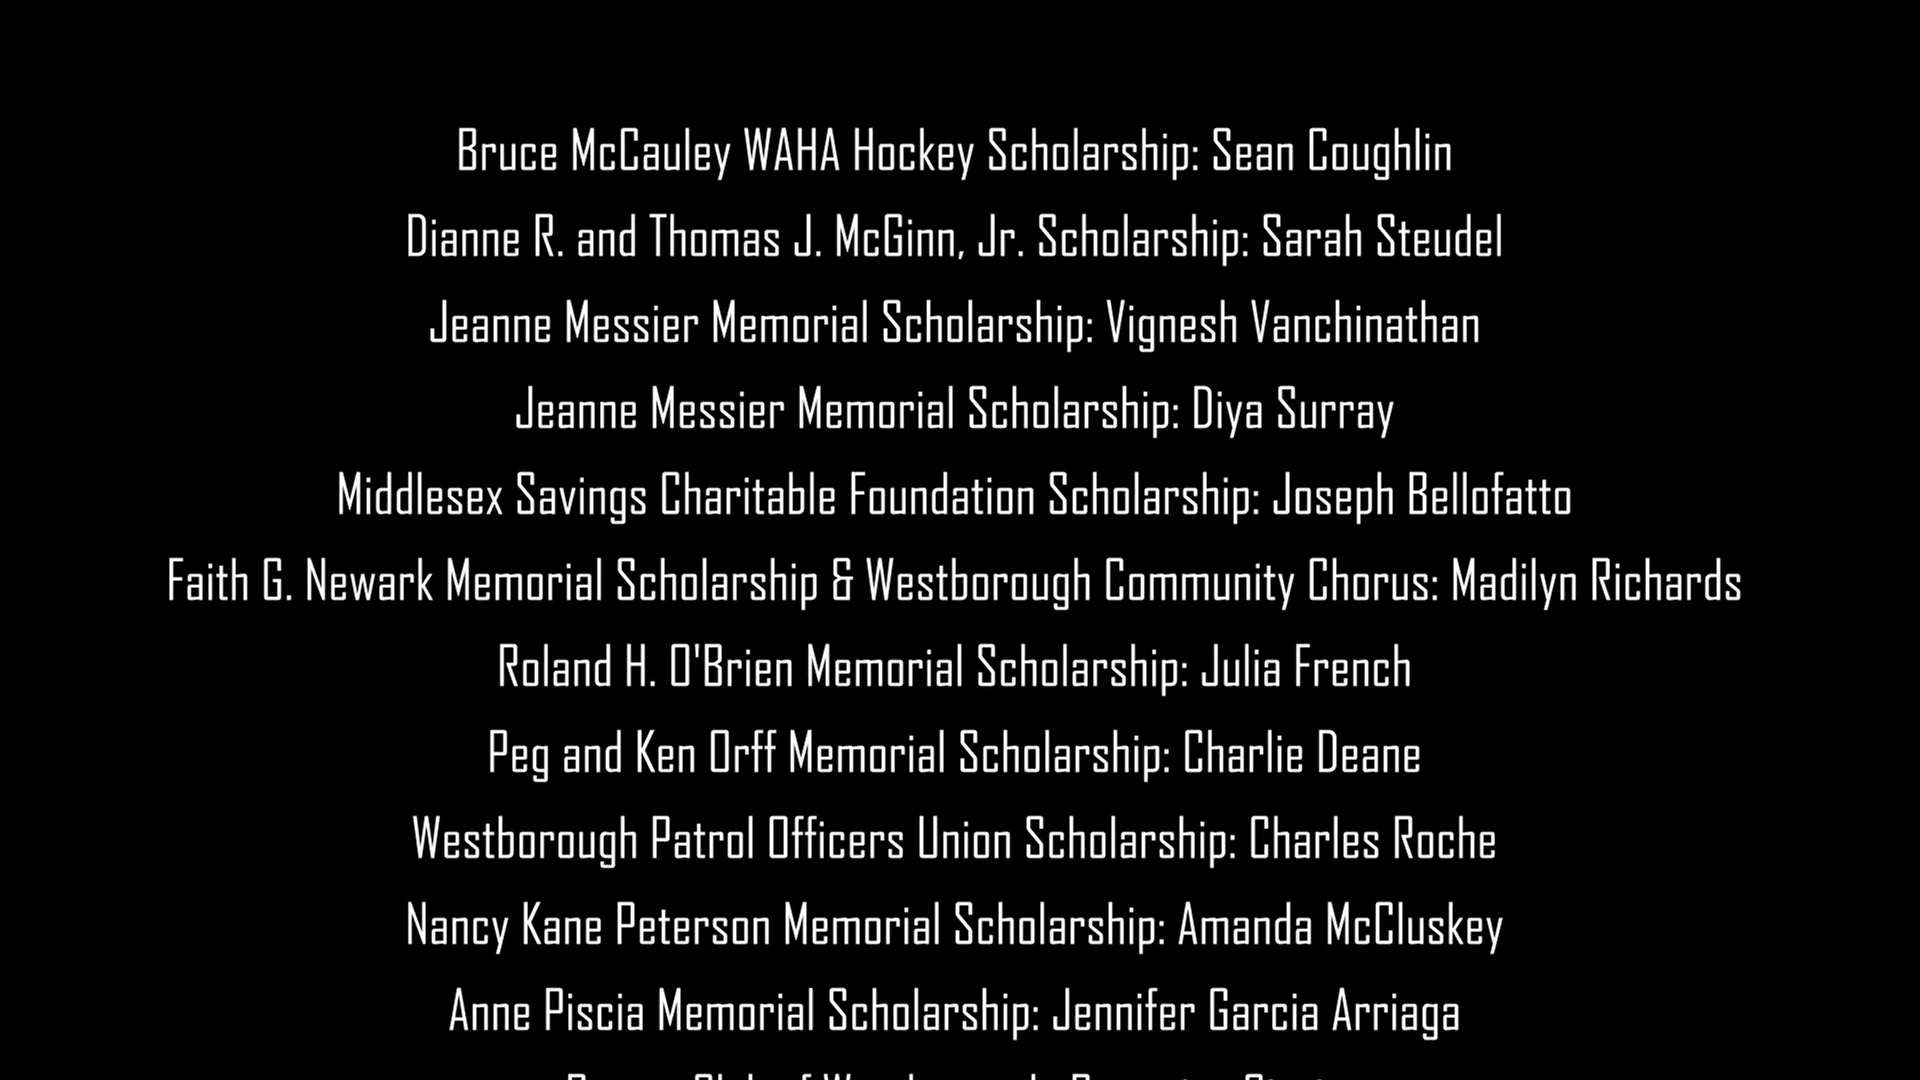 Bruce McCauley WAHA Hockey Scholarship: Sean Coughlin
Dianne R. and Thomas J. McGinn, Jr. Scholarship: Sarah Steudel
Jeanne Messier Memorial Scholarship: Vignesh Vanchinathan
Jeanne Messier Memorial Scholarship: Diya Surray
Middlesex Savings Charitable Foundation Scholarship: Joseph Bellofatto
Faith G. Newark Memorial Scholarship & Westborough Community Chorus: Madilyn Richards
Roland H. O'Brien Memorial Scholarship: Julia French
Peg and Ken Orff Memorial Scholarship: Charlie Deane
Westborough Patrol Officers Union Scholarship: Charles Roche
Nancy Kane Peterson Memorial Scholarship: Amanda McCluskey
Anne Piscia Memorial Scholarship: Jennifer Garcia Arriaga